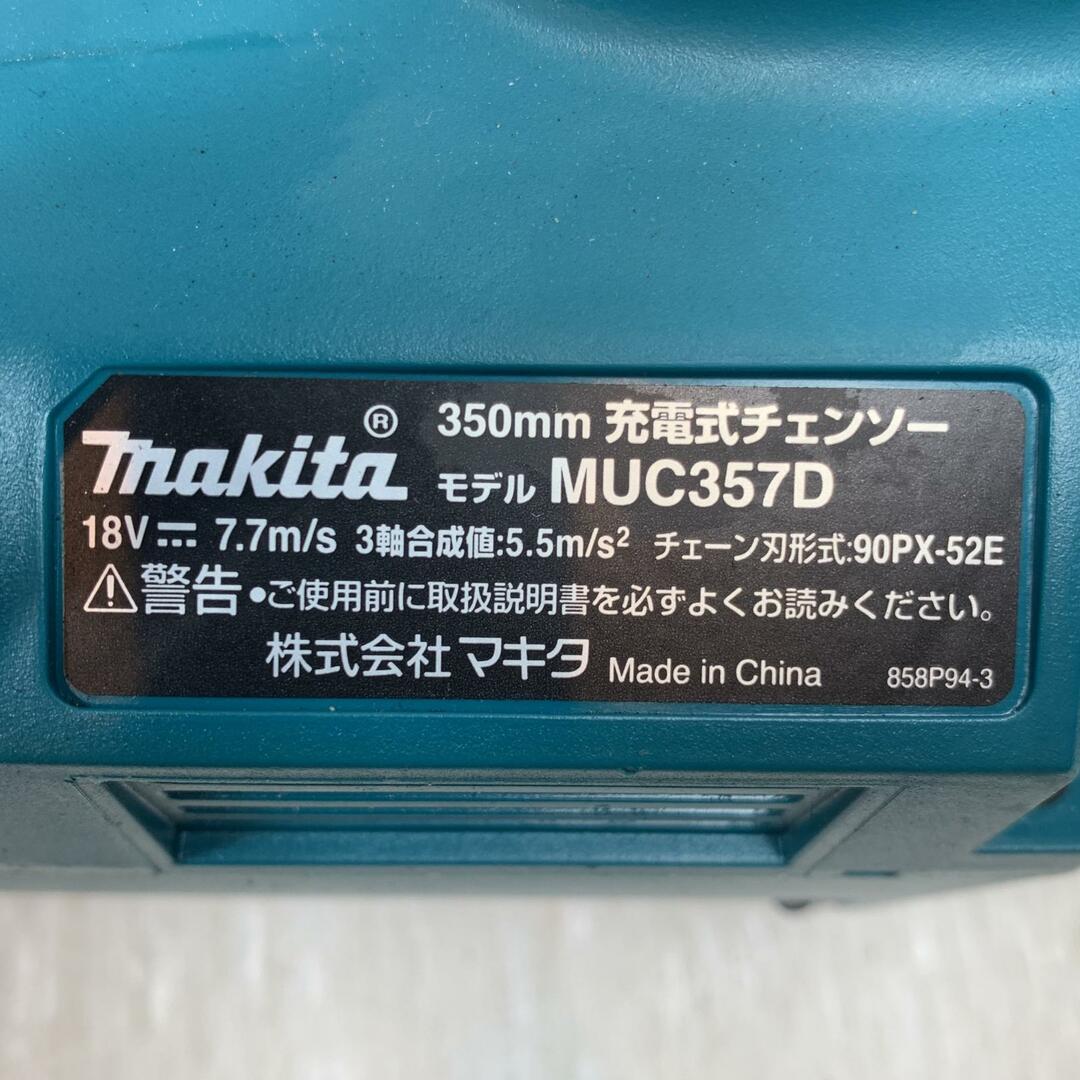 makita® 350mm 充電式チェンソー
モデル MUC357D
18V⎓ 7.7m/s 3軸合成値:5.5m/s² チェーン刃形式:90PX-52E
⚠警告 •ご使用前に取扱説明書を必ずよくお読みください。
株式会社マキタ Made in China 858P94-3